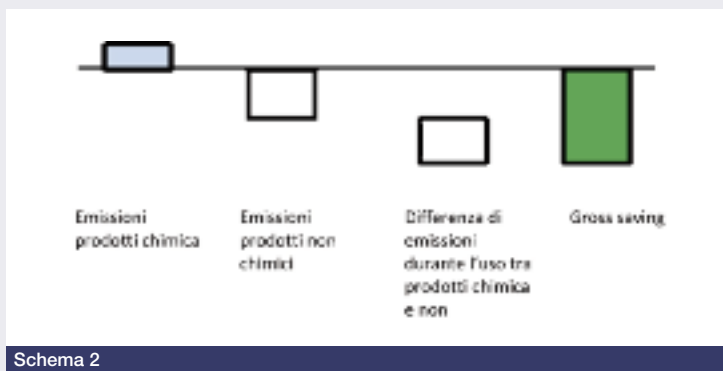 Emissioni
prodotti chimica
Emissioni
prodotti non
chimici
Differenza di
emissioni
durante l'uso tra
prodotti chimica
e non
Gross saving
Schema 2